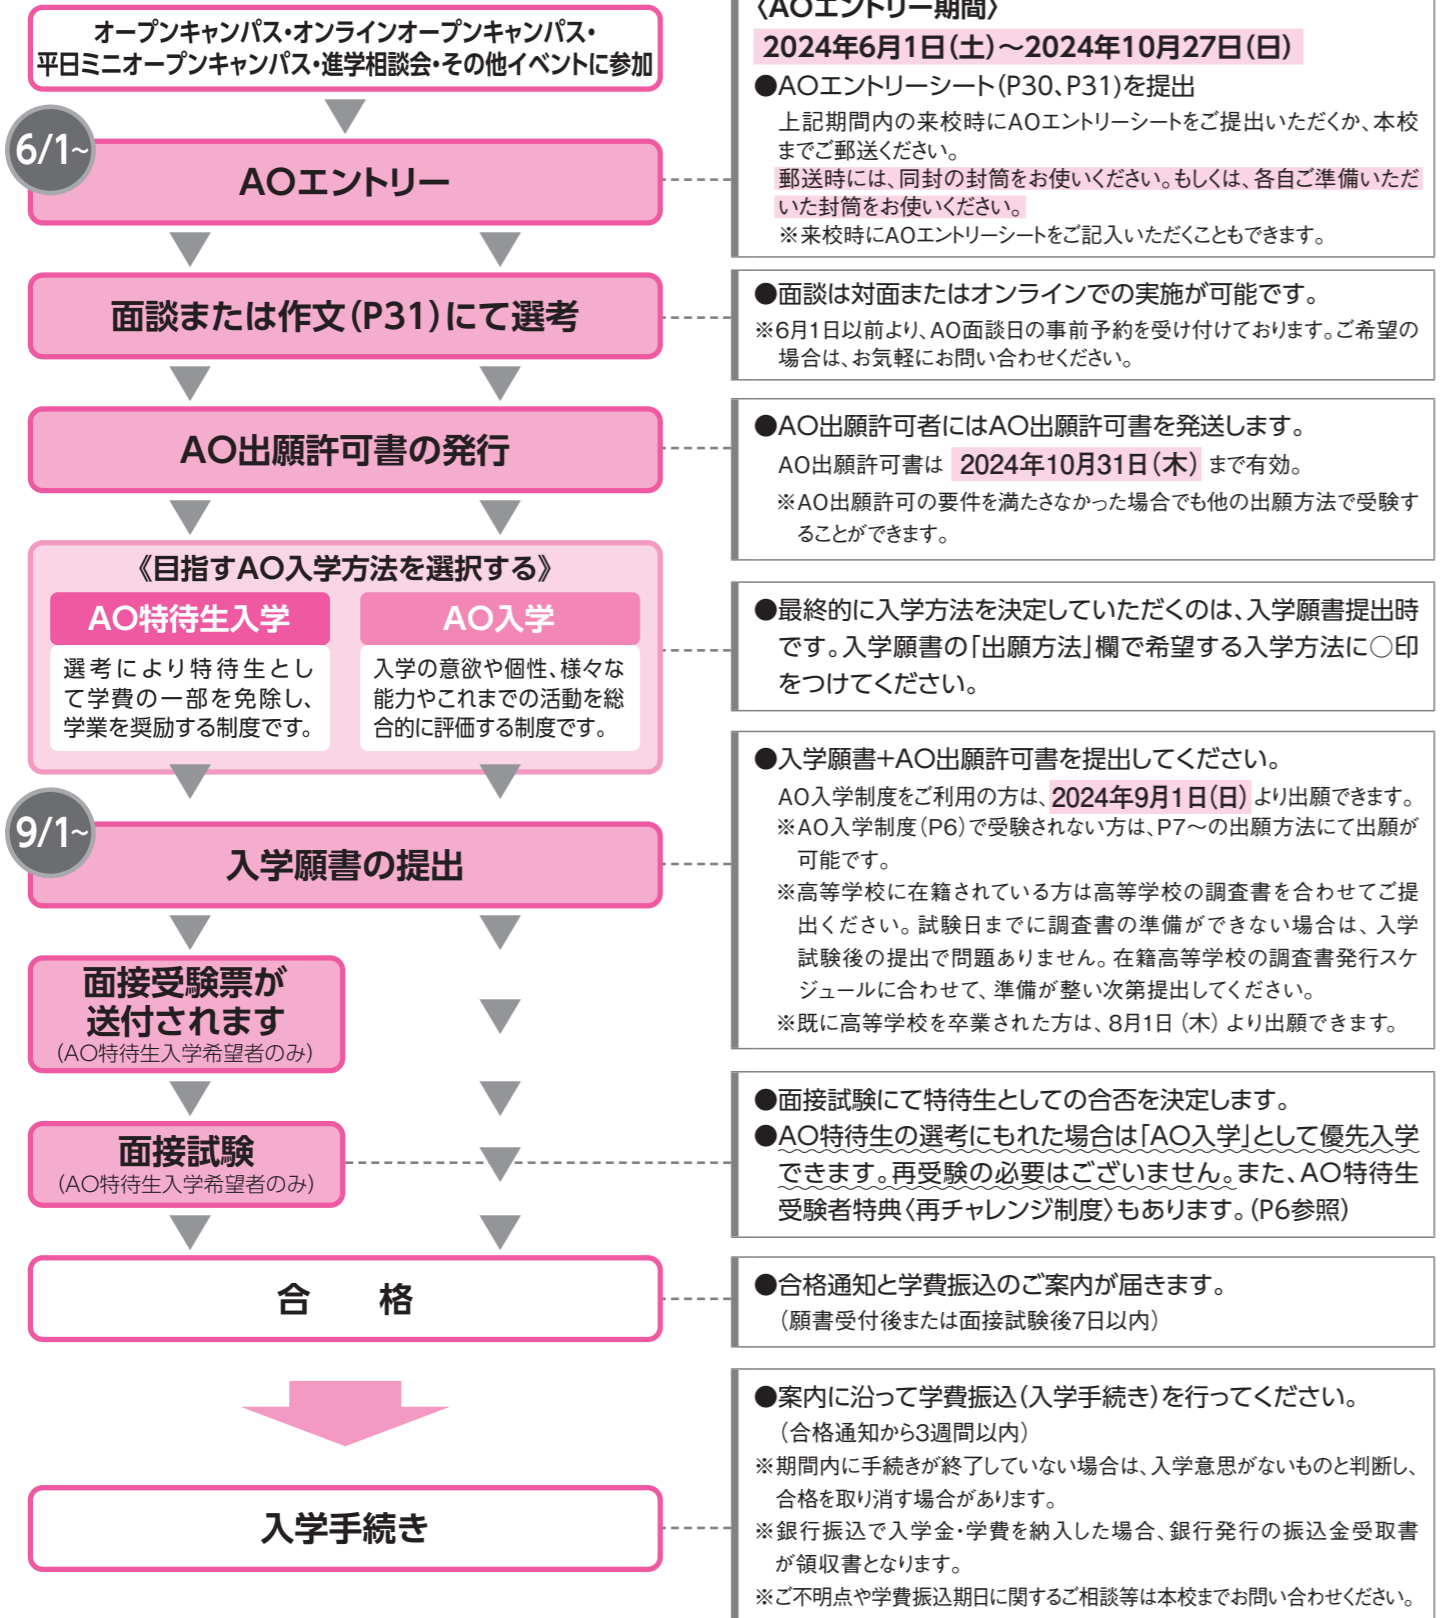 オープンキャンパス・オンラインオープンキャンパス・
平日ミニオープンキャンパス・進学相談会・その他イベントに参加
6/1~
AOエントリー
〈AOエントリー期間〉
2024年6月1日(土)～2024年10月27日(日)
●AOエントリーシート(P30、P31)を提出
上記期間内の来校時にAOエントリーシートをご提出いただくか、本校
までご郵送ください。
郵送時には、同封の封筒をお使いください。もしくは、各自ご準備いただ
いた封筒をお使いください。
※来校時にAOエントリーシートをご記入いただくこともできます。
面談または作文(P31)にて選考
●面談は対面またはオンラインでの実施が可能です。
※6月1日以前より、AO面談日の事前予約を受け付けております。ご希望の
場合は、お気軽にお問い合わせください。
AO出願許可書の発行
●AO出願許可者にはAO出願許可書を発送します。
AO出願許可書は 2024年10月31日(木) まで有効。
※AO出願許可の要件を満たさなかった場合でも他の出願方法で受験す
ることができます。
《目指すAO入学方法を選択する》
AO特待生入学
選考により特待生とし
て学費の一部を免除し、
学業を奨励する制度です。
AO入学
入学の意欲や個性、様々な
能力やこれまでの活動を総
合的に評価する制度です。
●最終的に入学方法を決定していただくのは、入学願書提出時
です。入学願書の「出願方法」欄で希望する入学方法に○印
をつけてください。
9/1~
入学願書の提出
●入学願書+AO出願許可書を提出してください。
AO入学制度をご利用の方は、2024年9月1日(日)より出願できます。
※AO入学制度(P6)で受験されない方は、P7～の出願方法にて出願が
可能です。
※高等学校に在籍されている方は高等学校の調査書を合わせてご提
出ください。試験日までに調査書の準備ができない場合は、入学
試験後の提出で問題ありません。在籍高等学校の調査書発行スケ
ジュールに合わせて、準備が整い次第提出してください。
※既に高等学校を卒業された方は、8月1日(木)より出願できます。
面接受験票が
送付されます
(AO特待生入学希望者のみ)
面接試験
(AO特待生入学希望者のみ)
●面接試験にて特待生としての合否を決定します。
●AO特待生の選考にもれた場合は「AO入学」として優先入学
できます。再受験の必要はございません。また、AO特待生
受験者特典〈再チャレンジ制度〉もあります。(P6参照)
合　格
●合格通知と学費振込のご案内が届きます。
(願書受付後または面接試験後7日以内)
入学手続き
●案内に沿って学費振込(入学手続き)を行ってください。
(合格通知から3週間以内)
※期間内に手続きが終了していない場合は、入学意思がないものと判断し、
合格を取り消す場合があります。
※銀行振込で入学金・学費を納入した場合、銀行発行の振込金受取書
が領収書となります。
※ご不明点や学費振込期日に関するご相談等は本校までお問い合わせください。